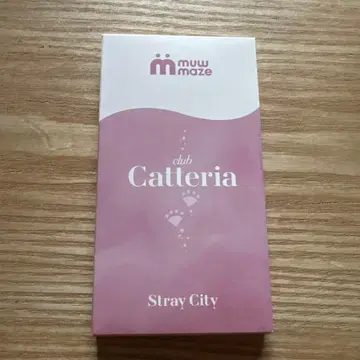 muw
maze
club
Catteria
Stray City